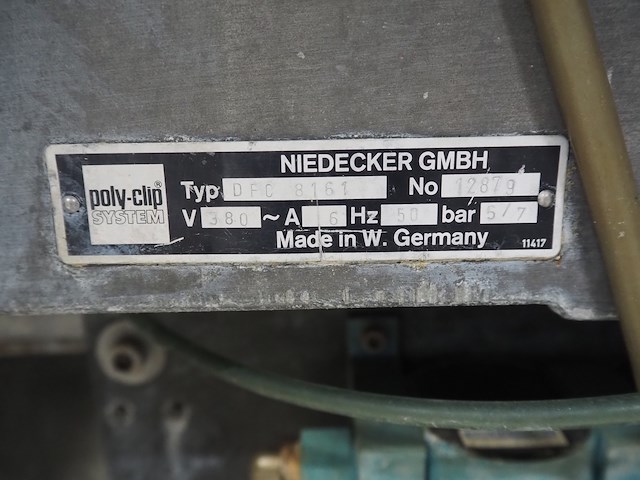 NIEDECKER GMBH
poly-clip®
SYSTEM
Typ DFC 8161 No 12879
V 380 ~ A 6 Hz 50 bar 5/7
Made in W. Germany
11417